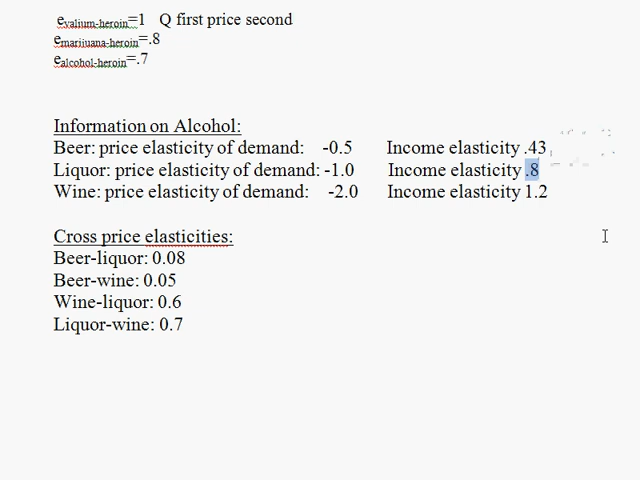 evalium-heroin=1 Q first price second
emarijuana-heroin=.8
ealcohol-heroin=.7
Information on Alcohol:
Beer: price elasticity of demand: -0.5 Income elasticity .43
Liquor: price elasticity of demand: -1.0 Income elasticity .8
Wine: price elasticity of demand: -2.0 Income elasticity 1.2
Cross price elasticities:
Beer-liquor: 0.08
Beer-wine: 0.05
Wine-liquor: 0.6
Liquor-wine: 0.7